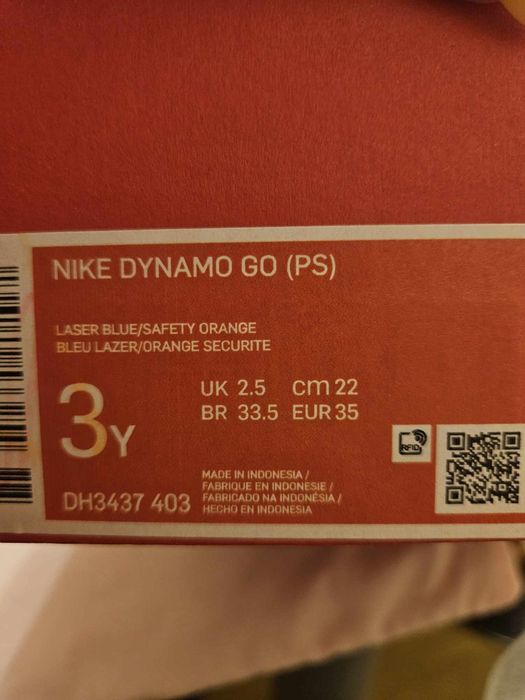 NIKE DYNAMO GO (PS)
LASER BLUE/SAFETY ORANGE
BLEU LAZER/ORANGE SECURITE
3Y
UK 2.5 cm 22
BR 33.5 EUR 35
DH3437 403
MADE IN INDONESIA /
FABRIQUE EN INDONESIE /
FABRICADO NA INDONÉSIA /
HECHO EN INDONESIA
RFID